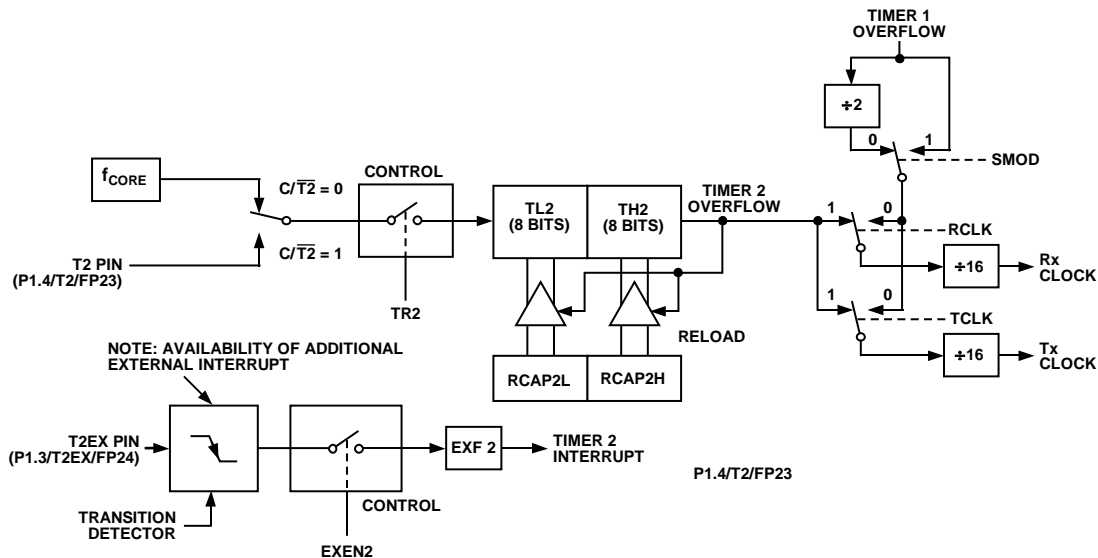 TIMER 1
OVERFLOW
÷2
0
1
SMOD
fCORE
C/T2̅ = 0
CONTROL
TL2
(8 BITS)
TH2
(8 BITS)
TIMER 2
OVERFLOW
1
0
RCLK
C/T2̅ = 1
T2 PIN
(P1.4/T2/FP23)
÷16
Rx
CLOCK
TR2
1
0
TCLK
RELOAD
÷16
Tx
CLOCK
RCAP2L
RCAP2H
NOTE: AVAILABILITY OF ADDITIONAL
EXTERNAL INTERRUPT
T2EX PIN
(P1.3/T2EX/FP24)
EXF 2
TIMER 2
INTERRUPT
P1.4/T2/FP23
CONTROL
TRANSITION
DETECTOR
EXEN2